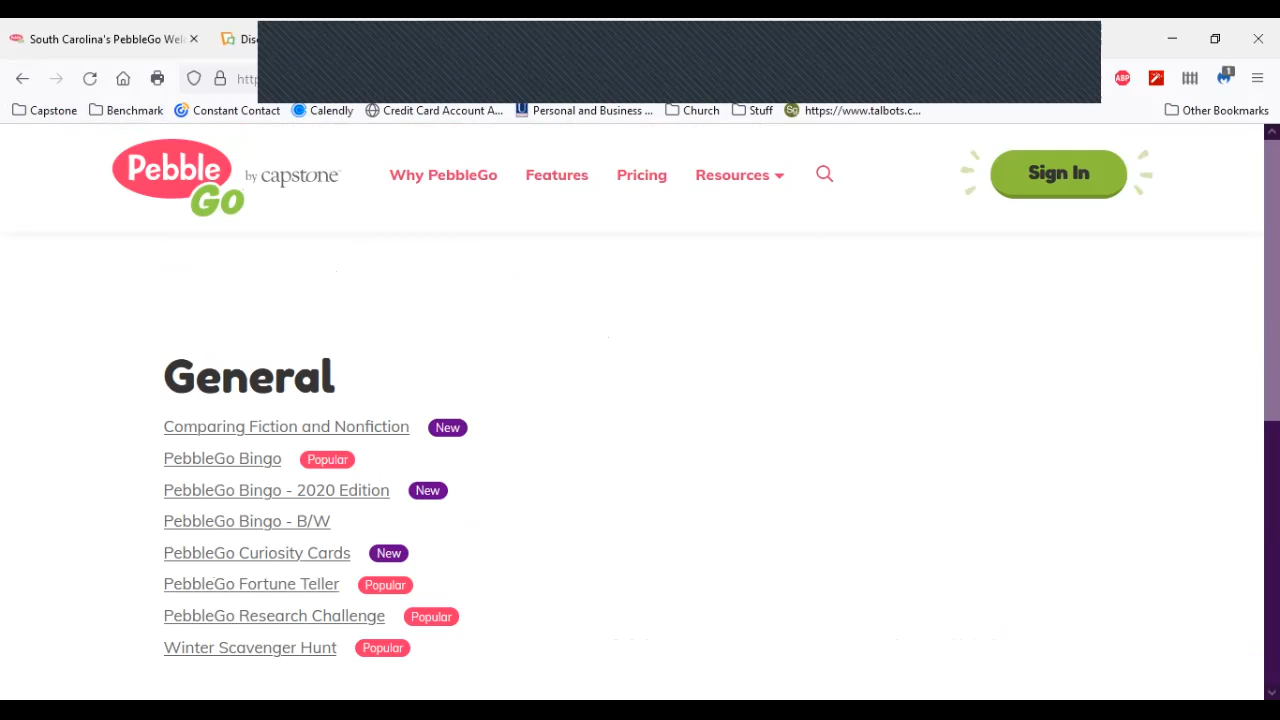 South Carolina's PebbleGo Wel
ABP
1
Capstone
Benchmark
Constant Contact
Calendly
Credit Card Account A...
Personal and Business ...
Church
Stuff
https://www.talbots.c...
Other Bookmarks
Pebble
Go
by capstone
Why PebbleGo
Features
Pricing
Resources
Sign In
General
Comparing Fiction and Nonfiction New
PebbleGo Bingo Popular
PebbleGo Bingo - 2020 Edition New
PebbleGo Bingo - B/W
PebbleGo Curiosity Cards New
PebbleGo Fortune Teller Popular
PebbleGo Research Challenge Popular
Winter Scavenger Hunt Popular